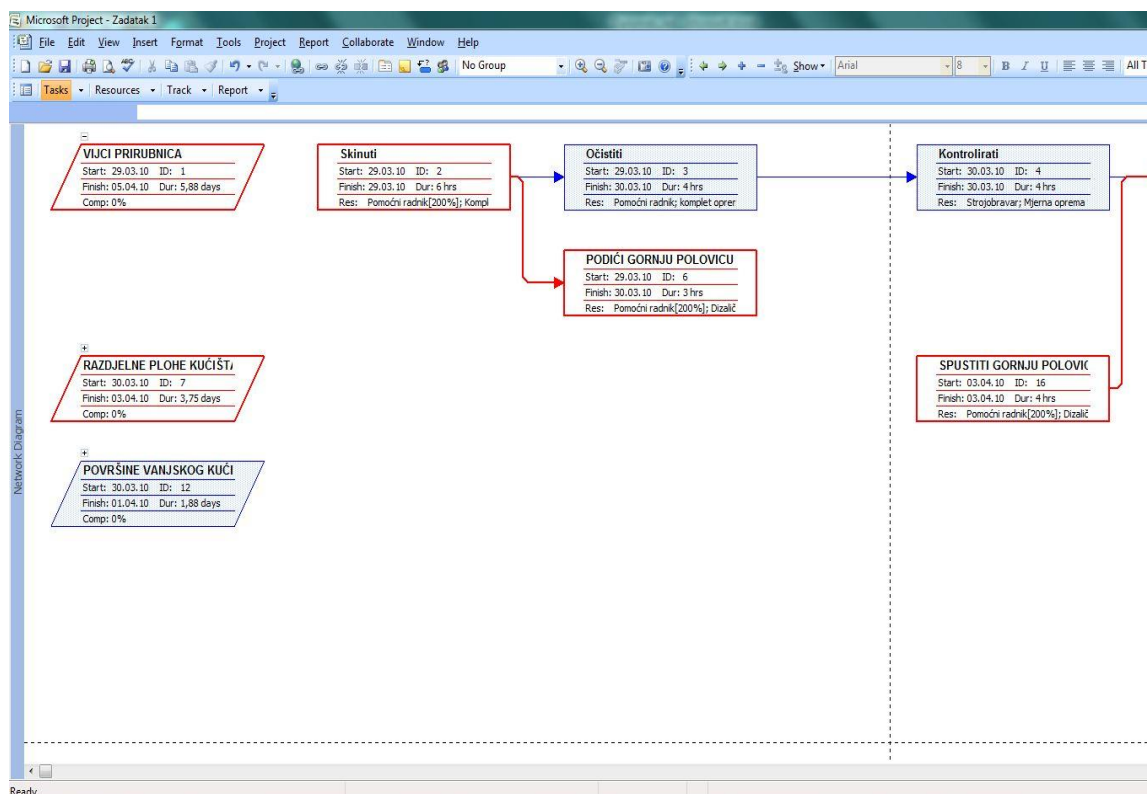 Microsoft Project - Zadatak 1
File Edit View Insert Format Tools Project Report Collaborate Window Help
No Group Show Arial 8 B I U All T
Tasks Resources Track Report
VIJCI PRIRUBNICA
Start: 29.03.10 ID: 1
Finish: 05.04.10 Dur: 5,88 days
Comp: 0%
Skinuti
Start: 29.03.10 ID: 2
Finish: 29.03.10 Dur: 6 hrs
Res: Pomoćni radnik[200%]; Kompl
Očistiti
Start: 29.03.10 ID: 3
Finish: 30.03.10 Dur: 4 hrs
Res: Pomoćni radnik; komplet oprer
Kontrolirati
Start: 30.03.10 ID: 4
Finish: 30.03.10 Dur: 4 hrs
Res: Strojobravar; Mjerna oprema
PODIĆI GORNJU POLOVICU
Start: 29.03.10 ID: 6
Finish: 30.03.10 Dur: 3 hrs
Res: Pomoćni radnik[200%]; Dizalič
RAZDJELNE PLOHE KUĆIŠTA
Start: 30.03.10 ID: 7
Finish: 03.04.10 Dur: 3,75 days
Comp: 0%
SPUSTITI GORNJU POLOVIC
Start: 03.04.10 ID: 16
Finish: 03.04.10 Dur: 4 hrs
Res: Pomoćni radnik[200%]; Dizalič
POVRŠINE VANJSKOG KUĆI
Start: 30.03.10 ID: 12
Finish: 01.04.10 Dur: 1,88 days
Comp: 0%
Network Diagram
Ready